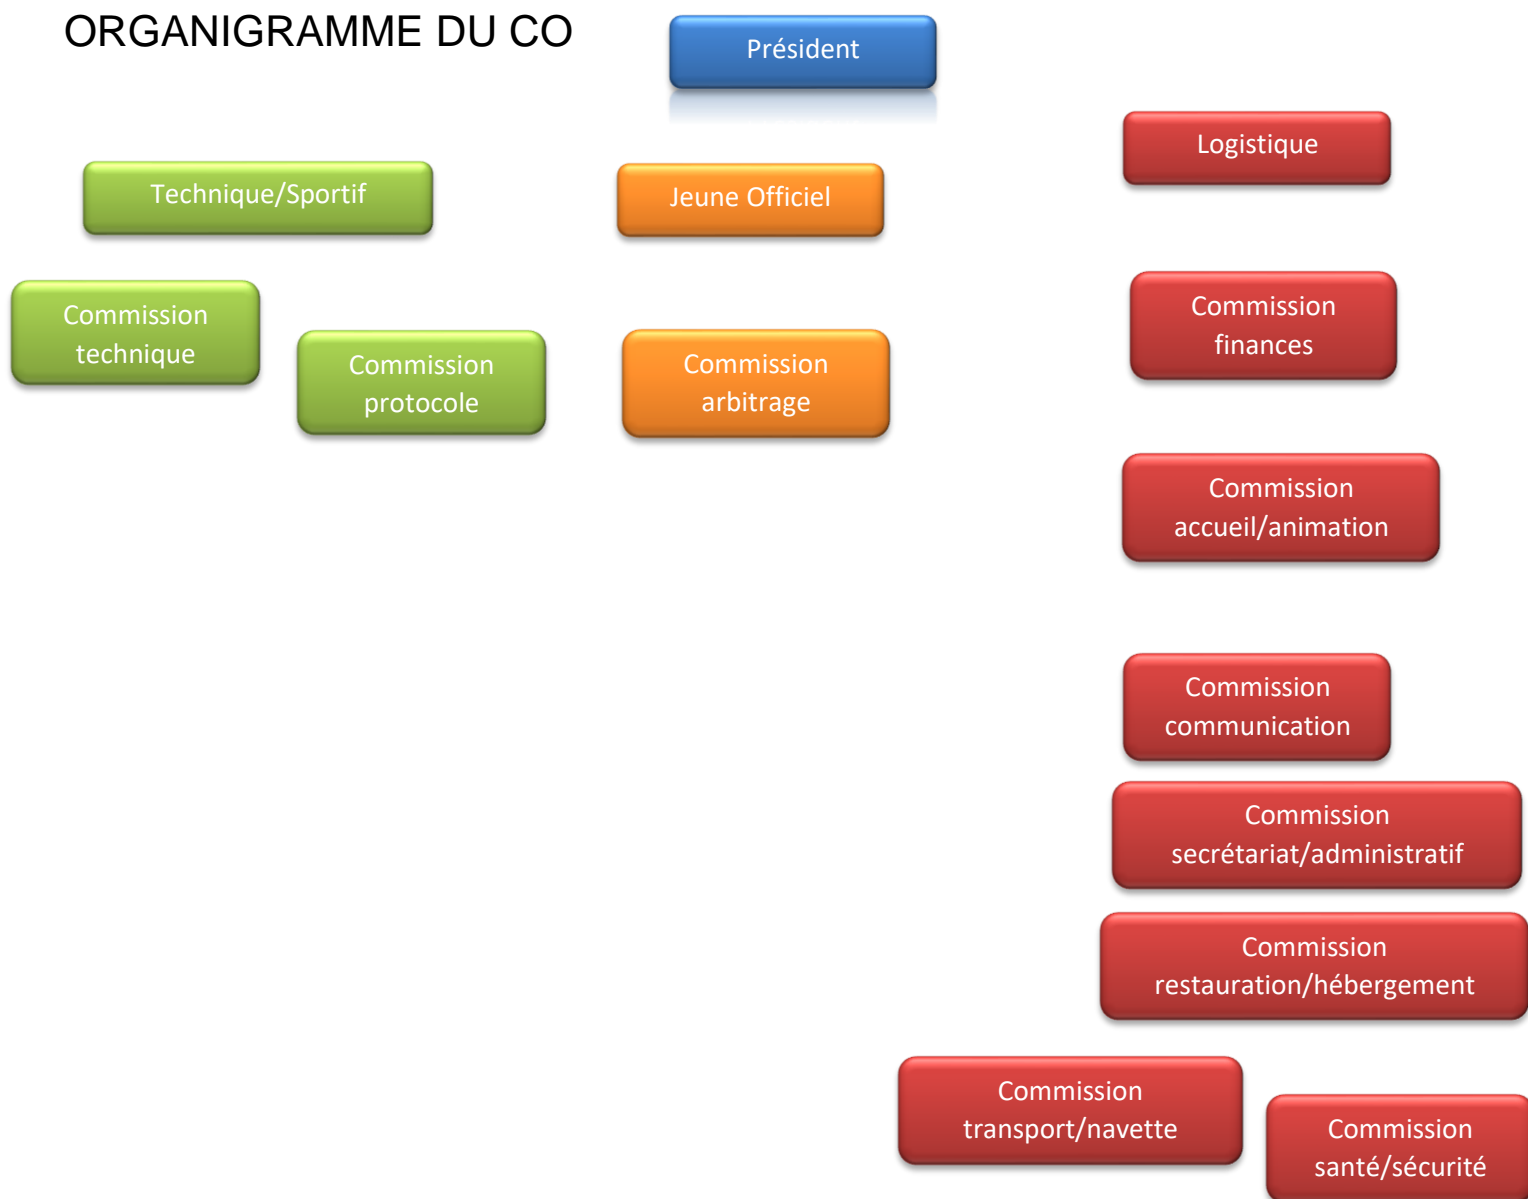 ORGANIGRAMME DU CO
Président
Logistique
Technique/Sportif
Jeune Officiel
Commission
technique
Commission
protocole
Commission
arbitrage
Commission
finances
Commission
accueil/animation
Commission
communication
Commission
secrétariat/administratif
Commission
restauration/hébergement
Commission
transport/navette
Commission
santé/sécurité